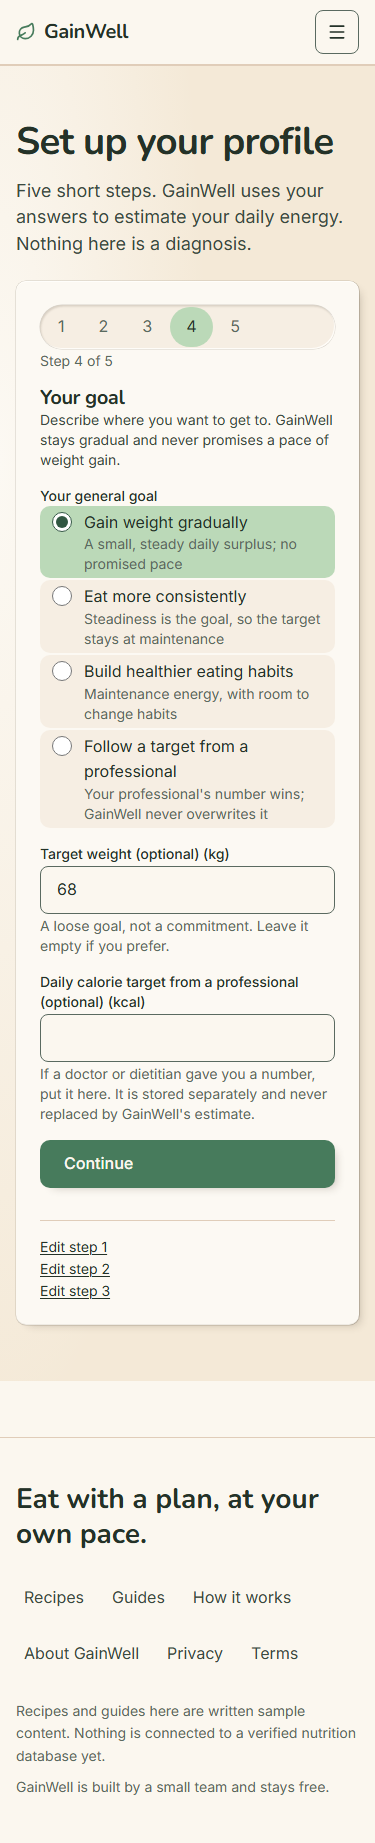 GainWell
Set up your profile
Five short steps. GainWell uses your
answers to estimate your daily energy.
Nothing here is a diagnosis.
1 2 3 4 5
Step 4 of 5
Your goal
Describe where you want to get to. GainWell
stays gradual and never promises a pace of
weight gain.
Your general goal
Gain weight gradually
A small, steady daily surplus; no
promised pace
Eat more consistently
Steadiness is the goal, so the target
stays at maintenance
Build healthier eating habits
Maintenance energy, with room to
change habits
Follow a target from a
professional
Your professional's number wins;
GainWell never overwrites it
Target weight (optional) (kg)
68
A loose goal, not a commitment. Leave it
empty if you prefer.
Daily calorie target from a professional
(optional) (kcal)
If a doctor or dietitian gave you a number,
put it here. It is stored separately and never
replaced by GainWell's estimate.
Continue
Edit step 1
Edit step 2
Edit step 3
Eat with a plan, at your
own pace.
Recipes Guides How it works
About GainWell Privacy Terms
Recipes and guides here are written sample
content. Nothing is connected to a verified nutrition
database yet.
GainWell is built by a small team and stays free.